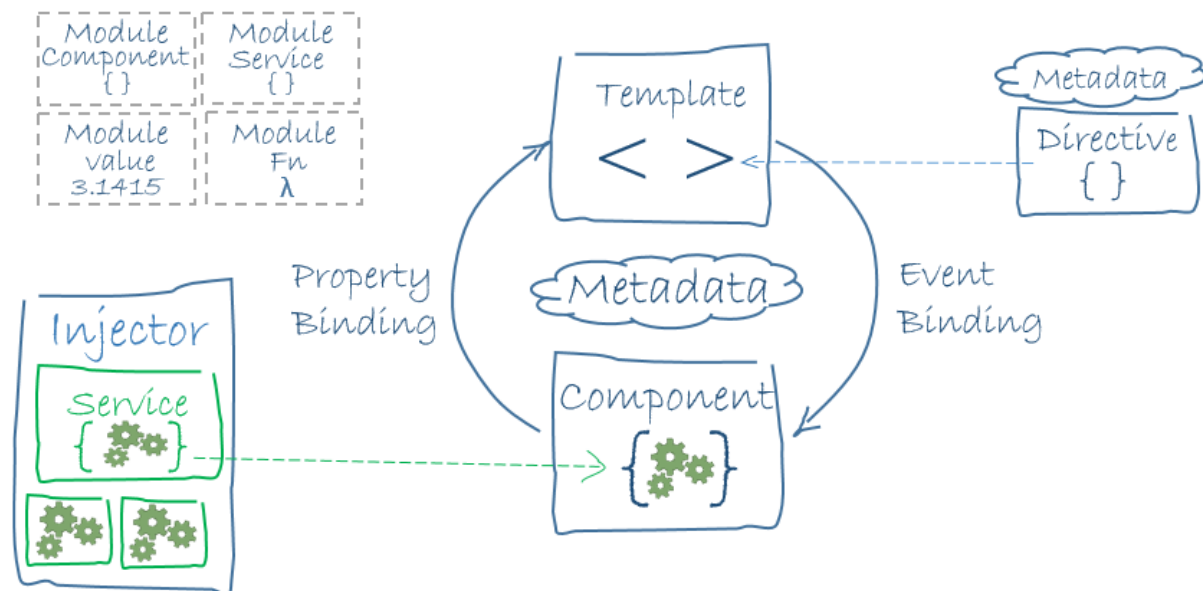 Module
Component
{ }
Module
Service
{ }
Module
value
3.1415
Module
Fn
λ
Template
< >
Metadata
Directive
{ }
Property
Binding
Metadata
Event
Binding
Injector
Service
{ }
Component
{ }